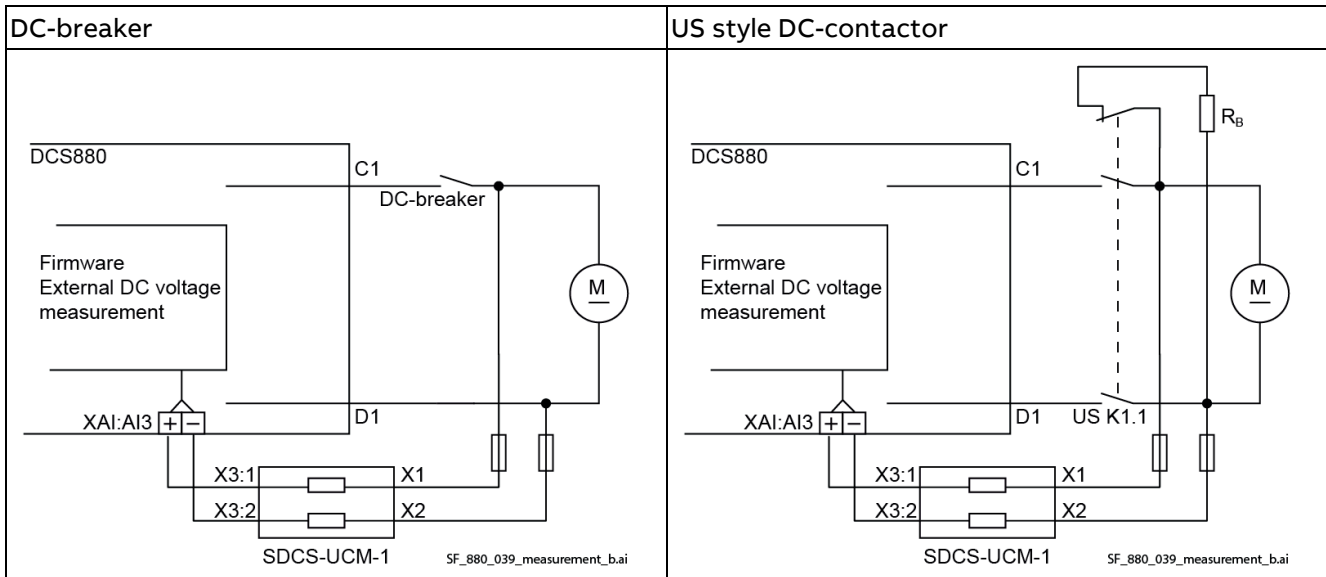 DC-breaker
US style DC-contactor
DCS880
C1
DC-breaker
Firmware
External DC voltage
measurement
M
XAI:AI3
+ −
D1
X3:1
X1
X3:2
X2
SDCS-UCM-1
SF_880_039_measurement_b.ai
RB
DCS880
C1
Firmware
External DC voltage
measurement
M
XAI:AI3
+ −
D1
US K1.1
X3:1
X1
X3:2
X2
SDCS-UCM-1
SF_880_039_measurement_b.ai